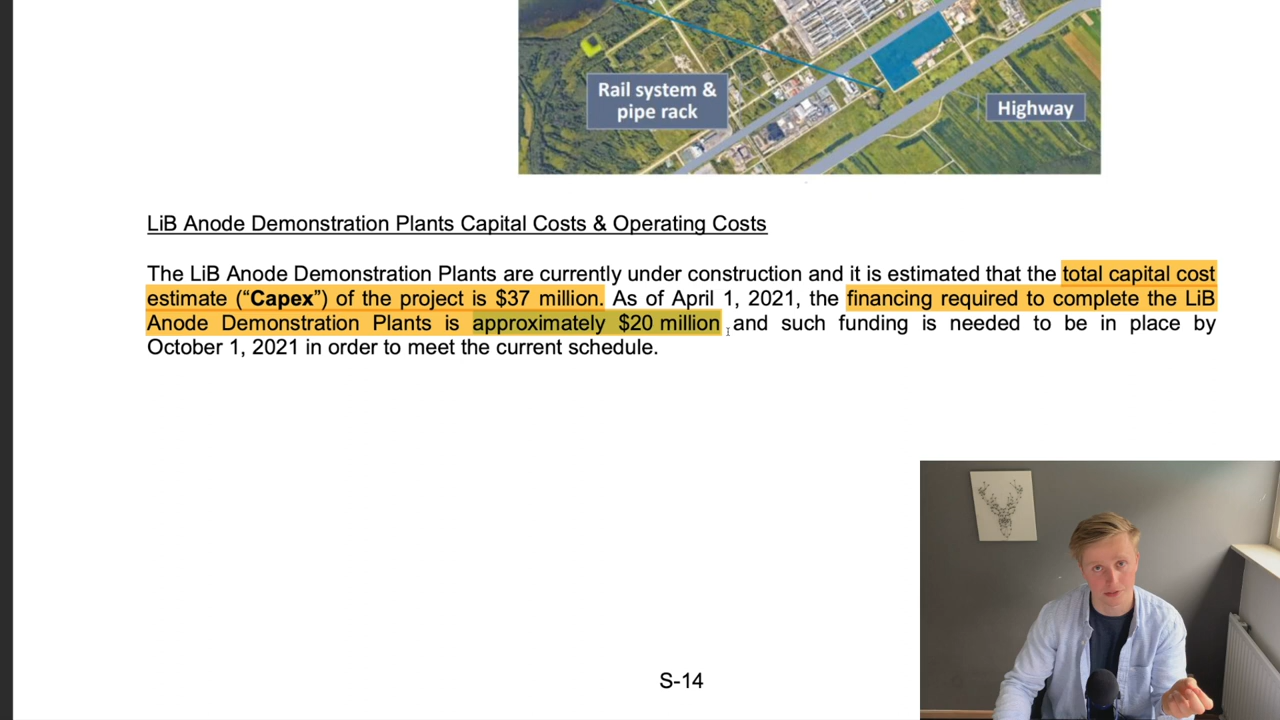 Rail system &
pipe rack
Highway
LiB Anode Demonstration Plants Capital Costs & Operating Costs
The LiB Anode Demonstration Plants are currently under construction and it is estimated that the total capital cost
estimate (“Capex”) of the project is $37 million. As of April 1, 2021, the financing required to complete the LiB
Anode Demonstration Plants is approximately $20 million and such funding is needed to be in place by
October 1, 2021 in order to meet the current schedule.
S-14